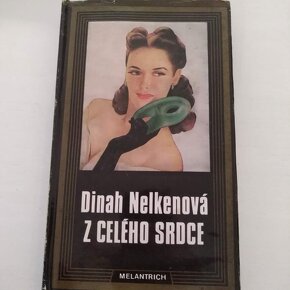 Dinah Nelkenová
Z CELÉHO SRDCE
MELANTRICH